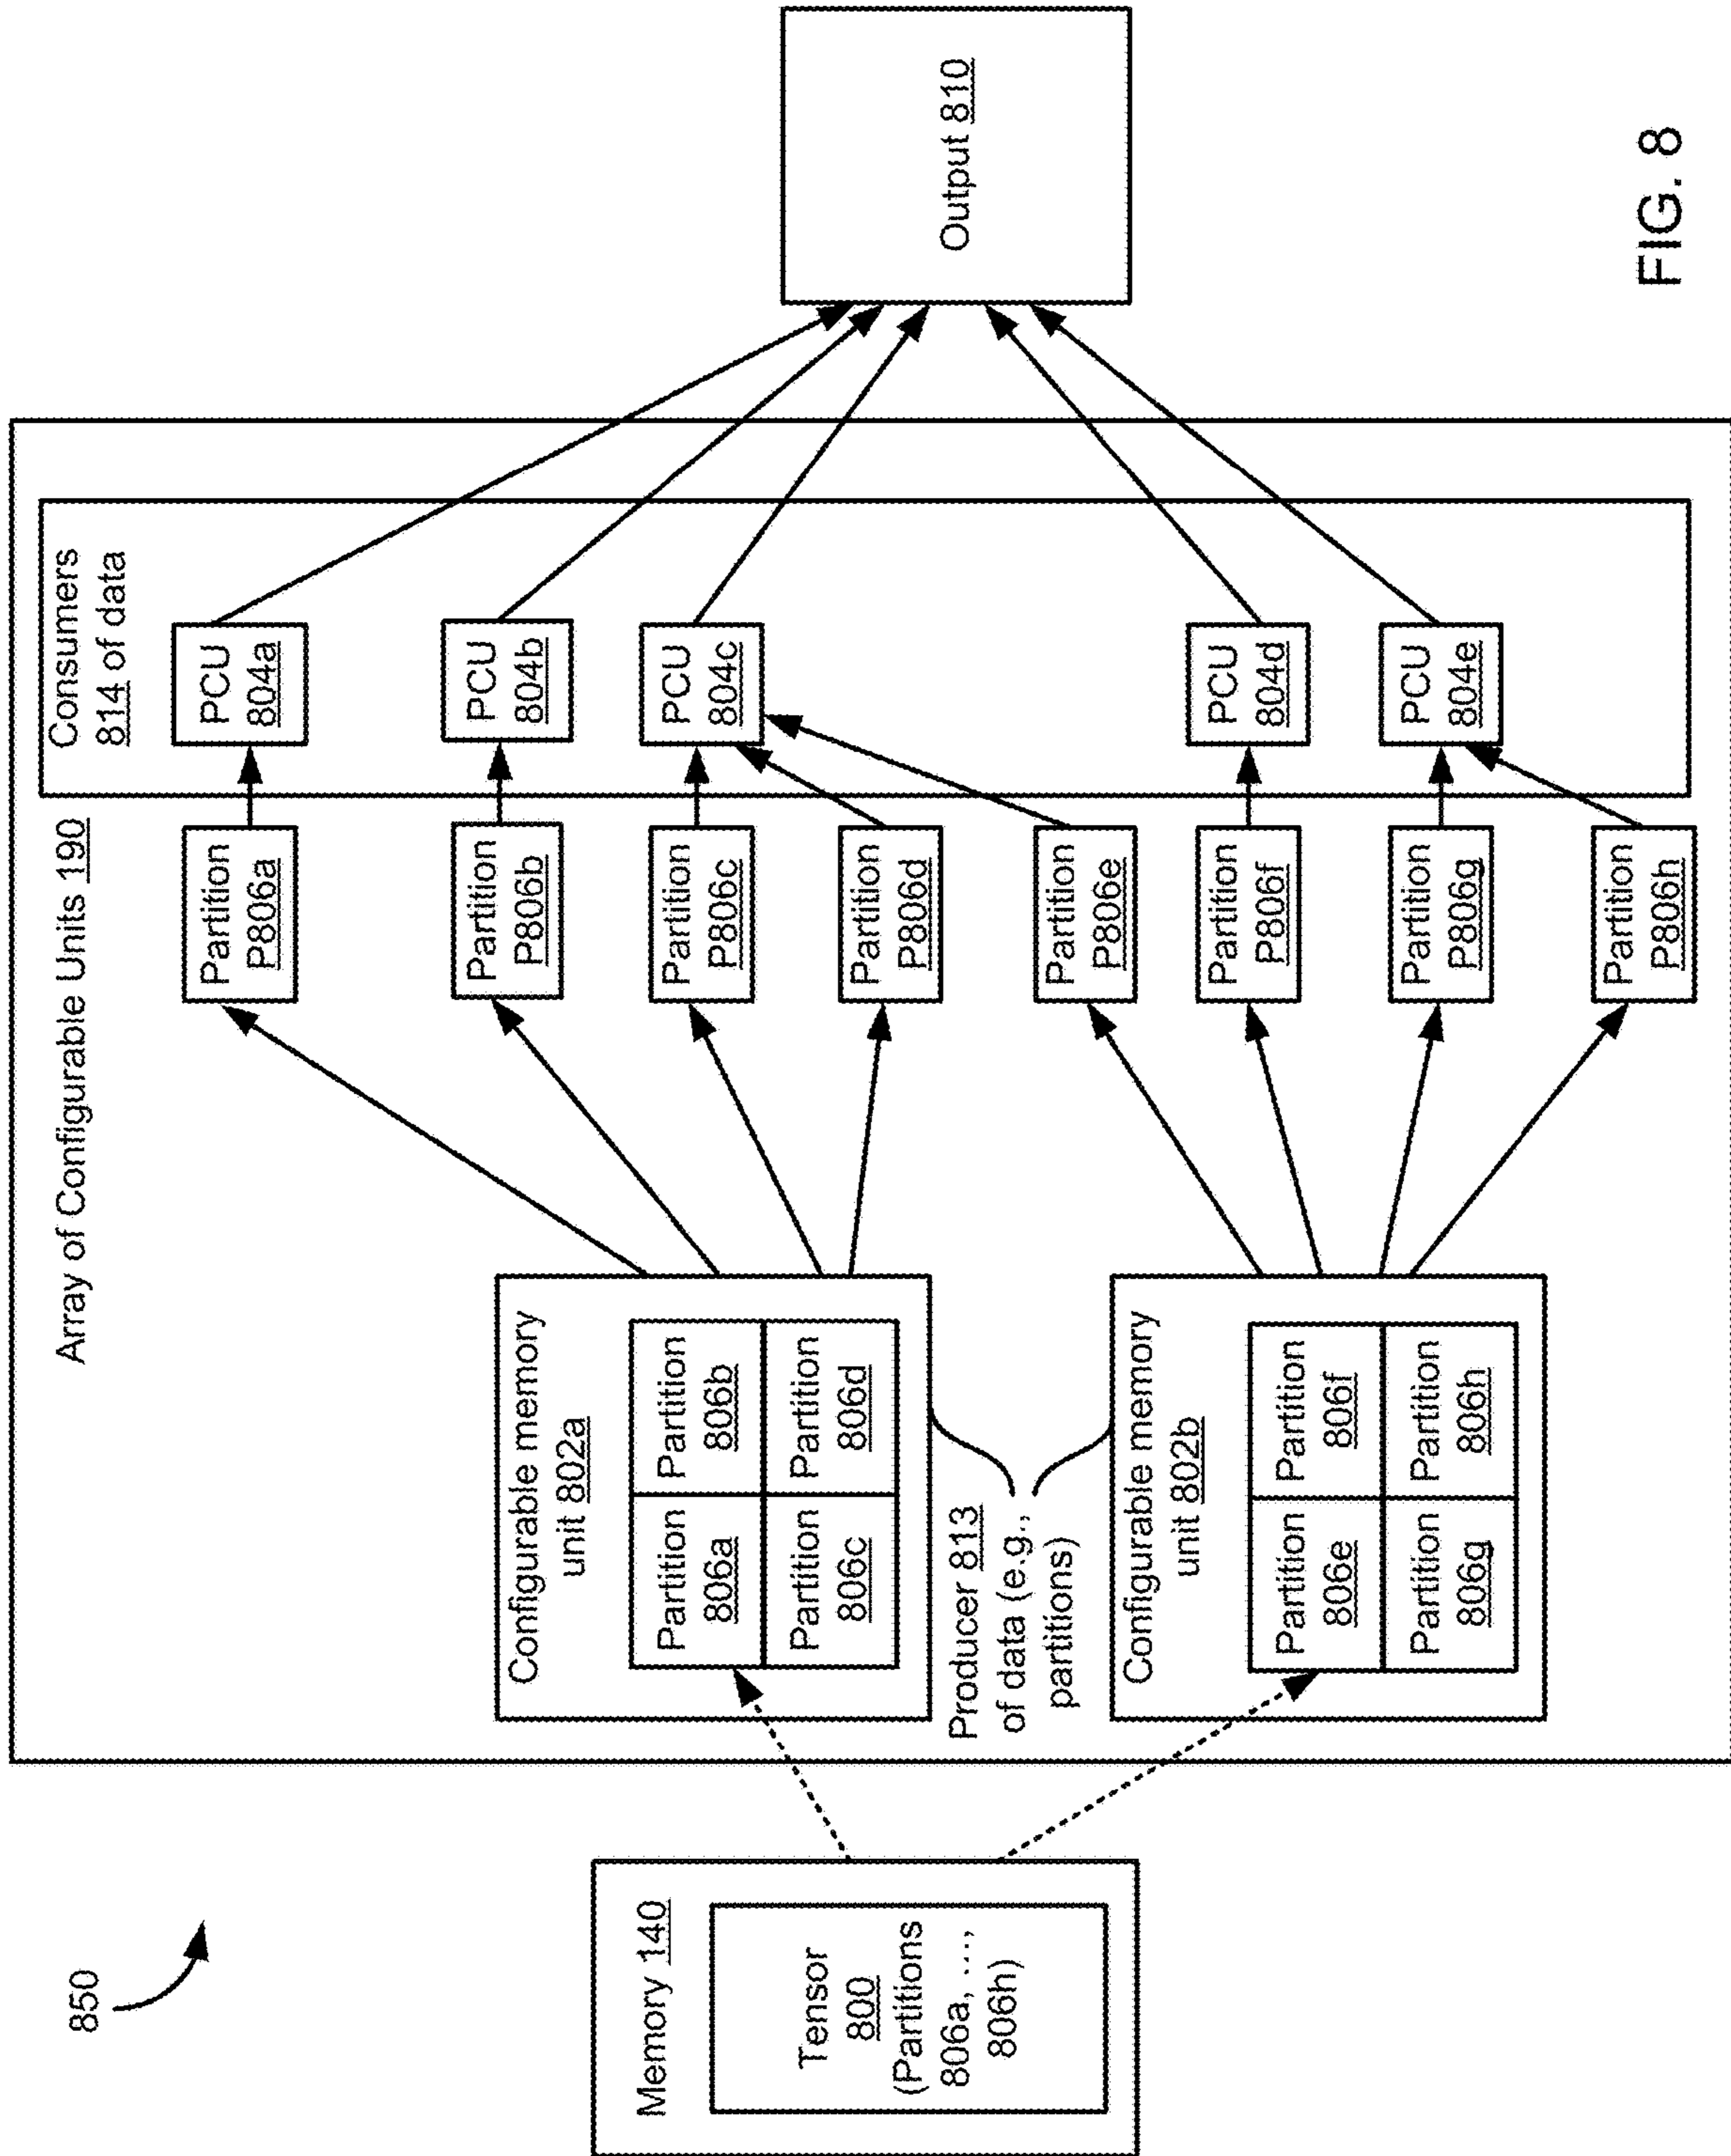 850
Memory 140
Tensor
800
(Partitions
806a, ....,
806h)
Array of Configurable Units 190
Configurable memory
unit 802a
Partition
806a
Partition
806b
Partition
806c
Partition
806d
Producer 813
of data (e.g.,
partitions)
Configurable memory
unit 802b
Partition
806e
Partition
806f
Partition
806g
Partition
806h
Partition
P806a
Partition
P806b
Partition
P806c
Partition
P806d
Partition
P806e
Partition
P806f
Partition
P806g
Partition
P806h
Consumers
814 of data
PCU
804a
PCU
804b
PCU
804c
PCU
804d
PCU
804e
Output 810
FIG. 8